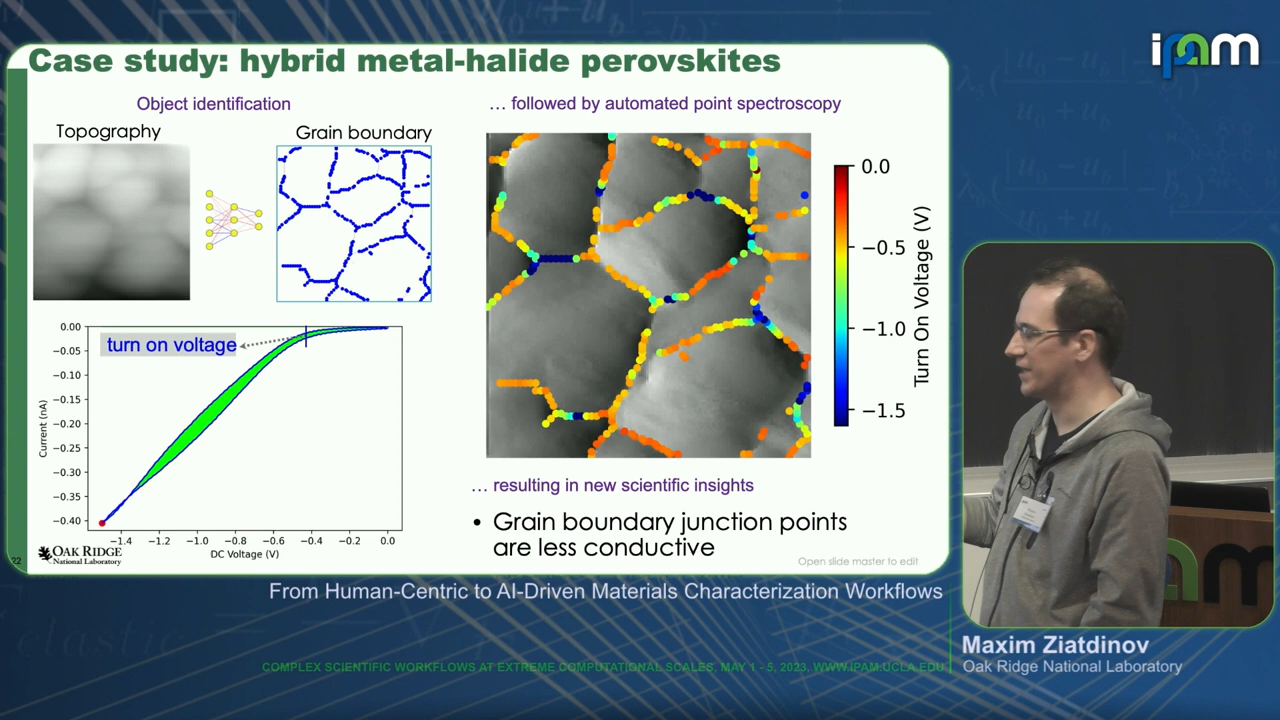 ipam
Case study: hybrid metal-halide perovskites
Object identification
… followed by automated point spectroscopy
Topography
Grain boundary
0.0
−0.5
−1.0
−1.5
Turn On Voltage (V)
turn on voltage
0.00
−0.05
−0.10
−0.15
−0.20
−0.25
−0.30
−0.35
−0.40
Current (nA)
−1.4 −1.2 −1.0 −0.8 −0.6 −0.4 −0.2 0.0
DC Voltage (V)
… resulting in new scientific insights
• Grain boundary junction points
are less conductive
22
OAK RIDGE
National Laboratory
Open slide master to edit
From Human-Centric to AI-Driven Materials Characterization Workflows
Maxim Ziatdinov
Oak Ridge National Laboratory
COMPLEX SCIENTIFIC WORKFLOWS AT EXTREME COMPUTATIONAL SCALES, MAY 1 - 5, 2023, WWW.IPAM.UCLA.EDU